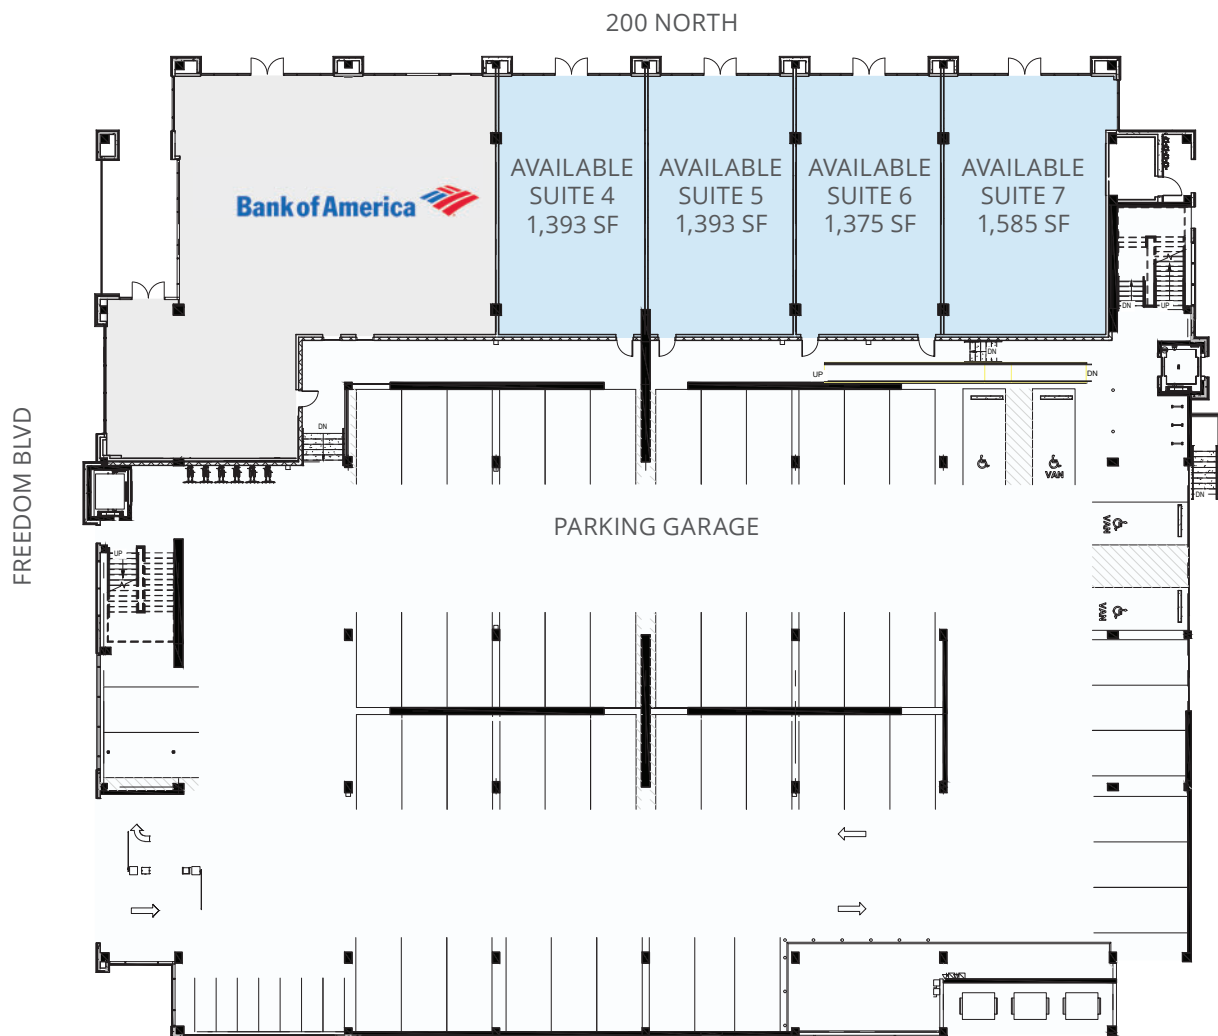 200 NORTH
Bank of America
AVAILABLE
SUITE 4
1,393 SF
AVAILABLE
SUITE 5
1,393 SF
AVAILABLE
SUITE 6
1,375 SF
AVAILABLE
SUITE 7
1,585 SF
DN
UP
DN
UP
DN
DN
VAN
DN
FREEDOM BLVD
PARKING GARAGE
VAN
UP
VAN